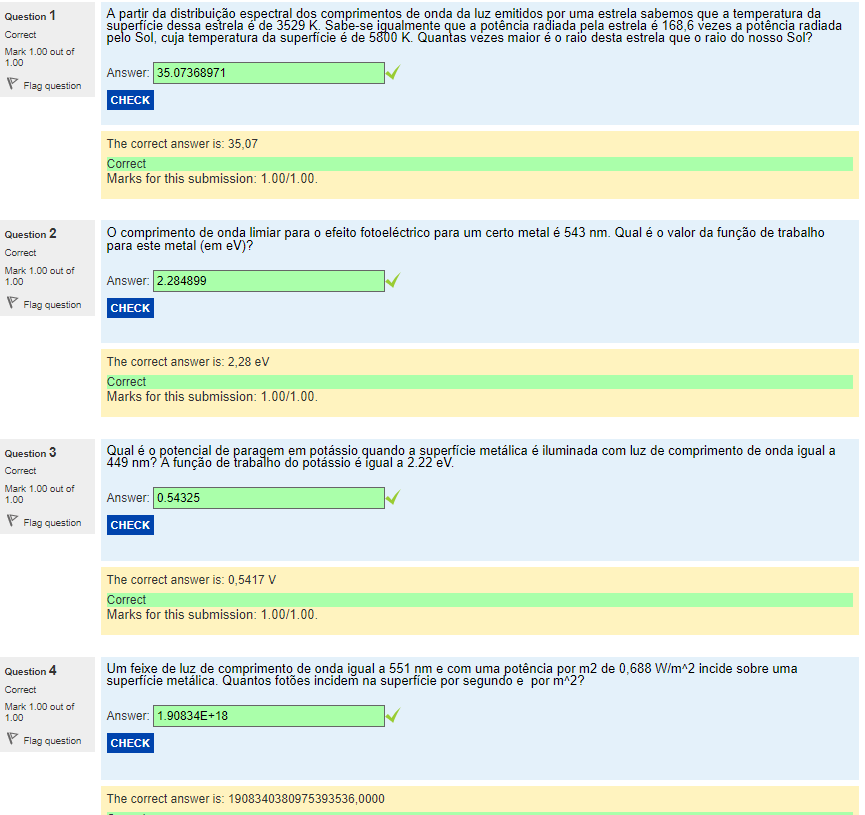 Question 1
Correct
Mark 1.00 out of
1.00
Flag question
A partir da distribuição espectral dos comprimentos de onda da luz emitidos por uma estrela sabemos que a temperatura da
superfície dessa estrela é de 3529 K. Sabe-se igualmente que a potência radiada pela estrela é 168,6 vezes a potência radiada
pelo Sol, cuja temperatura da superfície é de 5800 K. Quantas vezes maior é o raio desta estrela que o raio do nosso Sol?
Answer: 35.07368971
CHECK
The correct answer is: 35,07
Correct
Marks for this submission: 1.00/1.00.
Question 2
Correct
Mark 1.00 out of
1.00
Flag question
O comprimento de onda limiar para o efeito fotoeléctrico para um certo metal é 543 nm. Qual é o valor da função de trabalho
para este metal (em eV)?
Answer: 2.284899
CHECK
The correct answer is: 2,28 eV
Correct
Marks for this submission: 1.00/1.00.
Question 3
Correct
Mark 1.00 out of
1.00
Flag question
Qual é o potencial de paragem em potássio quando a superfície metálica é iluminada com luz de comprimento de onda igual a
449 nm? A função de trabalho do potássio é igual a 2.22 eV.
Answer: 0.54325
CHECK
The correct answer is: 0,5417 V
Correct
Marks for this submission: 1.00/1.00.
Question 4
Correct
Mark 1.00 out of
1.00
Flag question
Um feixe de luz de comprimento de onda igual a 551 nm e com uma potência por m2 de 0,688 W/m^2 incide sobre uma
superfície metálica. Quantos fotões incidem na superfície por segundo e  por m^2?
Answer: 1.90834E+18
CHECK
The correct answer is: 1908340380975393536,0000